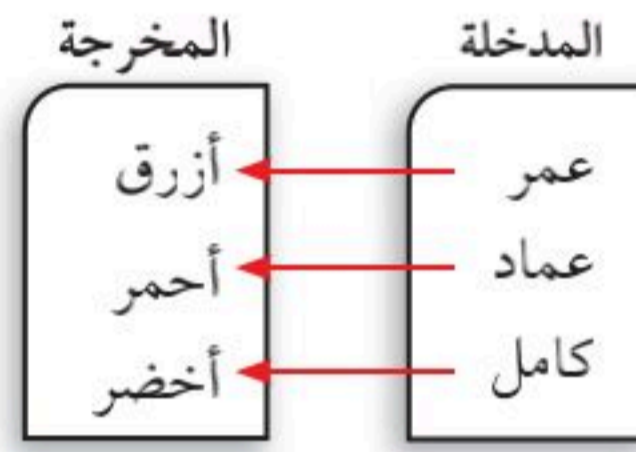 المدخلة المخرجة
عمر أزرق
عماد أحمر
كامل أخضر